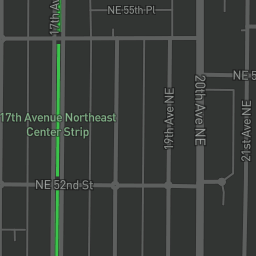 17th Av
NE 55th Pl
NE 5
20th Ave NE
17th Avenue Northeast
Center Strip
19th Ave NE
21st Ave NE
NE 52nd St